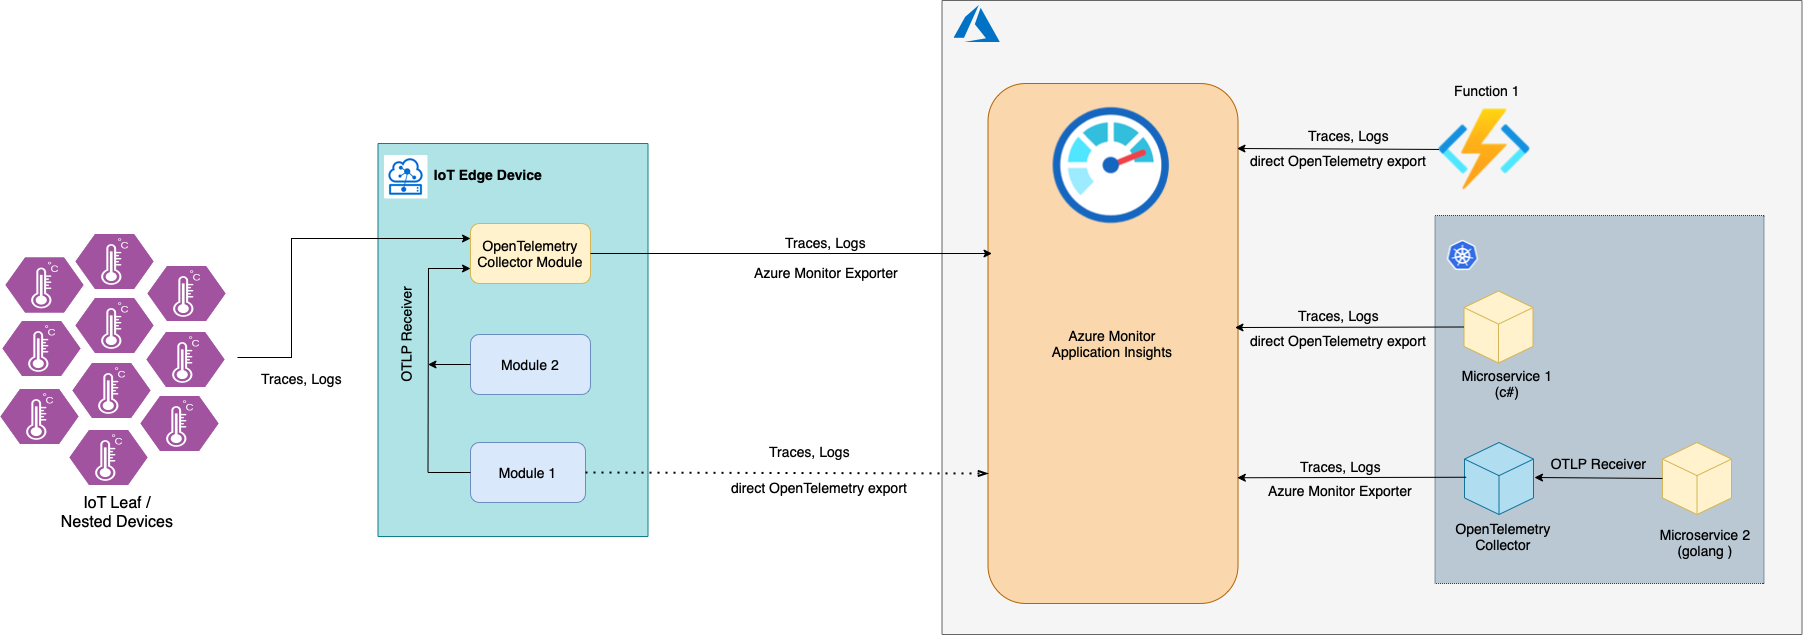 IoT Edge Device
OpenTelemetry
Collector Module
OTLP Receiver
Module 2
Module 1
°C
°C
°C
°C
°C
°C
°C
°C
°C
°C
IoT Leaf /
Nested Devices
Traces, Logs
Traces, Logs
Azure Monitor Exporter
Traces, Logs
direct OpenTelemetry export
Azure Monitor
Application Insights
Function 1
Traces, Logs
direct OpenTelemetry export
Traces, Logs
direct OpenTelemetry export
Microservice 1
(c#)
Traces, Logs
Azure Monitor Exporter
OTLP Receiver
OpenTelemetry
Collector
Microservice 2
(golang )